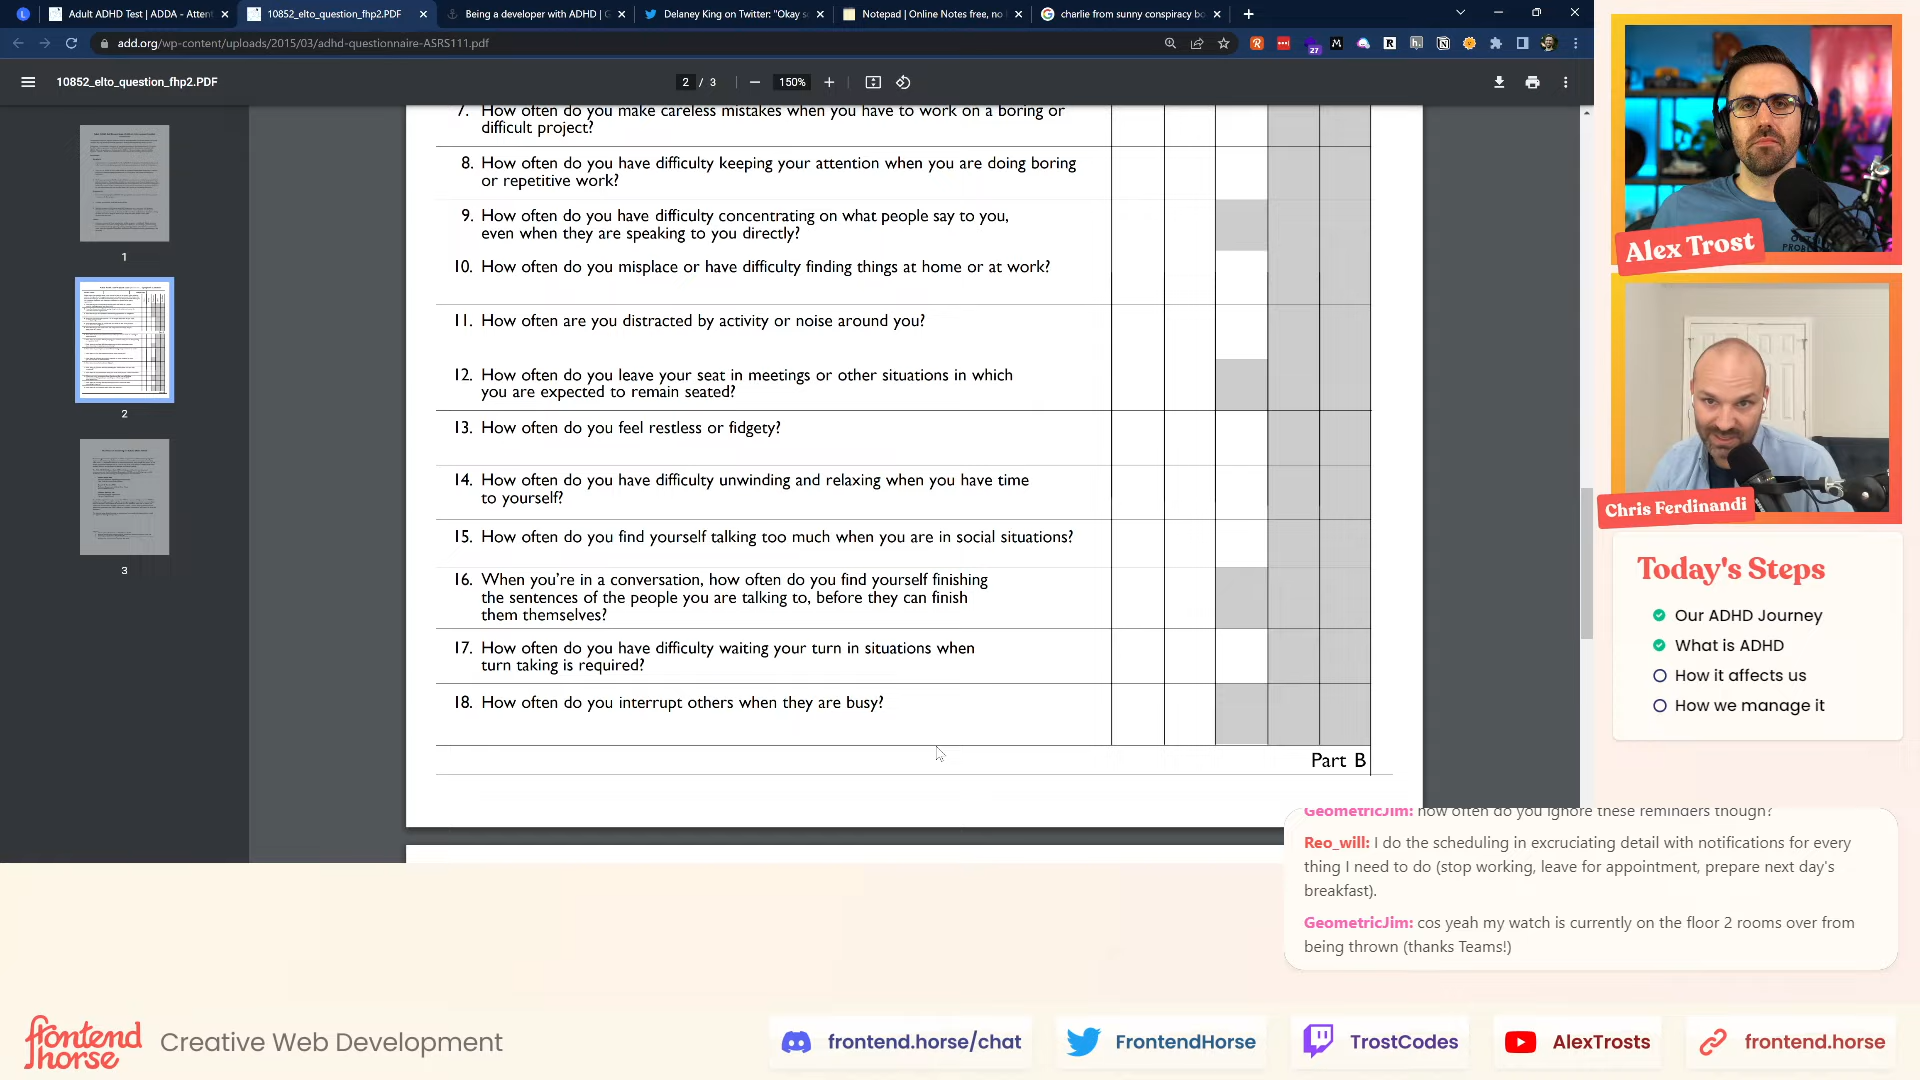 Adult ADHD Test | ADDA - Attent
10852_elto_question_fhp2.PDF
Being a developer with ADHD | G
Delaney King on Twitter: "Okay s
Notepad | Online Notes free, no
charlie from sunny conspiracy bo
add.org/wp-content/uploads/2015/03/adhd-questionnaire-ASRS111.pdf
27
10852_elto_question_fhp2.PDF
2 / 3
150%
1
2
3
7. How often do you make careless mistakes when you have to work on a boring or
difficult project?
8. How often do you have difficulty keeping your attention when you are doing boring
or repetitive work?
9. How often do you have difficulty concentrating on what people say to you,
even when they are speaking to you directly?
10. How often do you misplace or have difficulty finding things at home or at work?
11. How often are you distracted by activity or noise around you?
12. How often do you leave your seat in meetings or other situations in which
you are expected to remain seated?
13. How often do you feel restless or fidgety?
14. How often do you have difficulty unwinding and relaxing when you have time
to yourself?
15. How often do you find yourself talking too much when you are in social situations?
16. When you're in a conversation, how often do you find yourself finishing
the sentences of the people you are talking to, before they can finish
them themselves?
17. How often do you have difficulty waiting your turn in situations when
turn taking is required?
18. How often do you interrupt others when they are busy?
Part B
Alex Trost
Chris Ferdinandi
Today's Steps
Our ADHD Journey
What is ADHD
How it affects us
How we manage it
GeometricJim: how often do you ignore these reminders though?
Reo_will: I do the scheduling in excruciating detail with notifications for every
thing I need to do (stop working, leave for appointment, prepare next day's
breakfast).
GeometricJim: cos yeah my watch is currently on the floor 2 rooms over from
being thrown (thanks Teams!)
frontend
horse
Creative Web Development
frontend.horse/chat
FrontendHorse
TrostCodes
AlexTrosts
frontend.horse